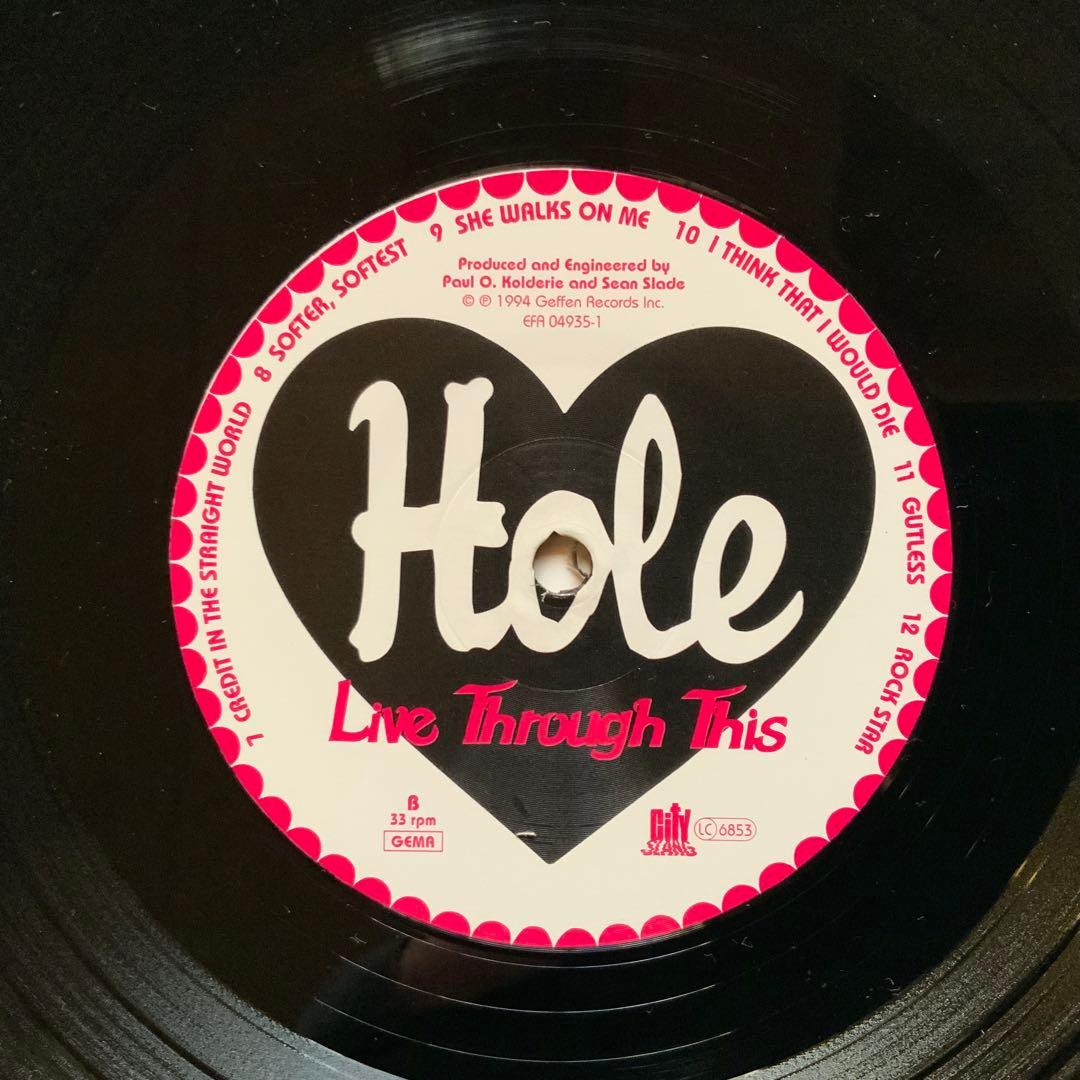 7 CREDIT IN THE STRAIGHT WORLD 8 SOFTER, SOFTEST 9 SHE WALKS ON ME 10 I THINK THAT I WOULD DIE 11 GUTLESS 12 ROCK STAR
Produced and Engineered by
Paul O. Kolderie and Sean Slade
© ℗ 1994 Geffen Records Inc.
EFA 04935-1
Hole
Live Through This
B
33 rpm
GEMA
CITY
SLANG
LC 6853